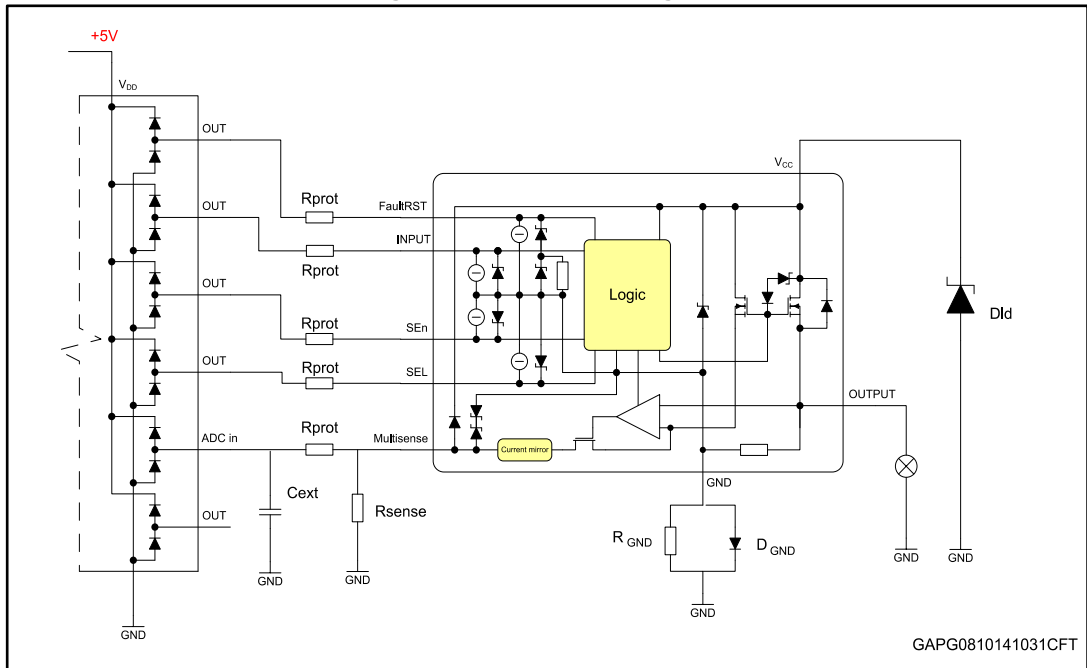 +5V
VDD
OUT
Rprot
FaultRST
VCC
OUT
Rprot
INPUT
Logic
OUT
Rprot
SEn
Dld
OUT
Rprot
SEL
OUTPUT
ADC in
Rprot
Multisense
Current mirror
GND
Cext
Rsense
OUT
R GND
D GND
GND
GND
GND
GND
GND
GND
GAPG0810141031CFT